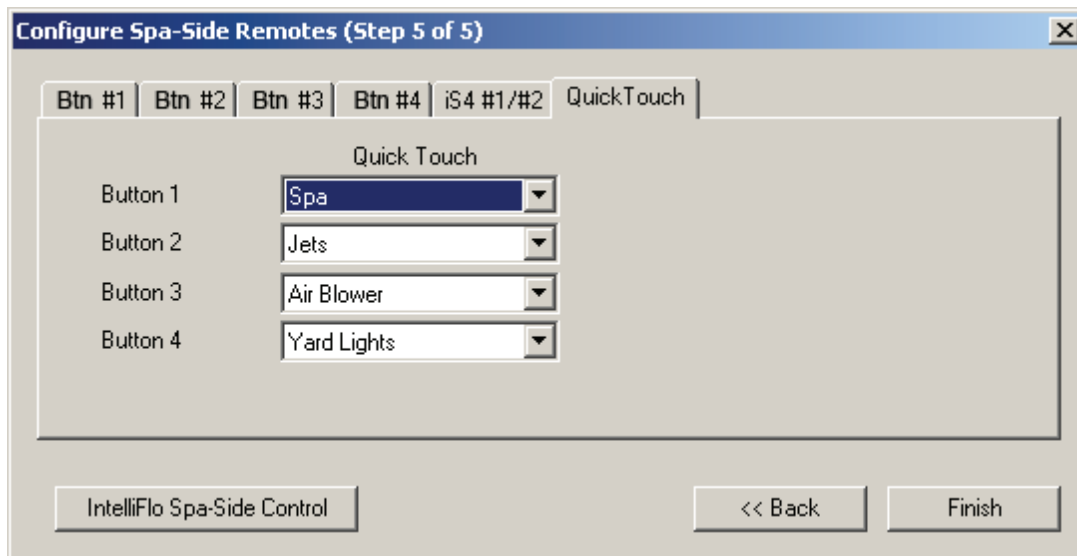 Configure Spa-Side Remotes (Step 5 of 5)
Btn #1 Btn #2 Btn #3 Btn #4 iS4 #1/#2 QuickTouch
Quick Touch
Button 1 Spa
Button 2 Jets
Button 3 Air Blower
Button 4 Yard Lights
IntelliFlo Spa-Side Control << Back Finish